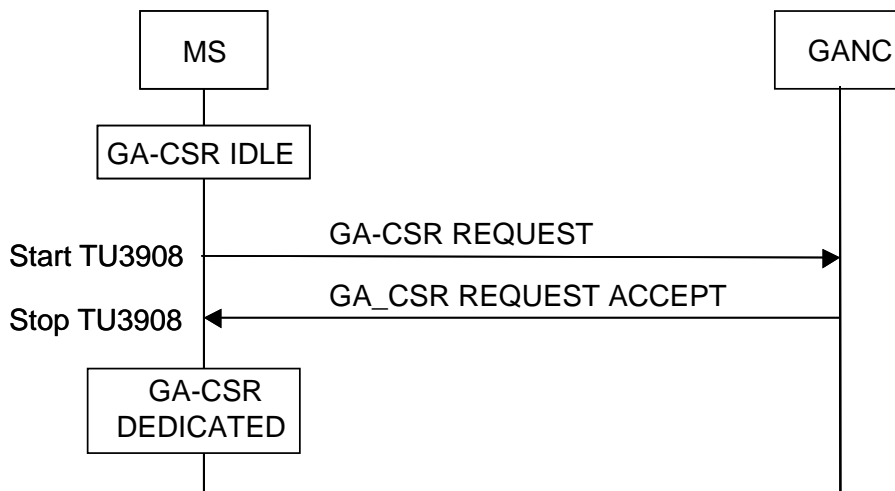 MS
GANC
GA-CSR IDLE
GA-CSR REQUEST
Start TU3908
GA_CSR REQUEST ACCEPT
Stop TU3908
GA-CSR
DEDICATED